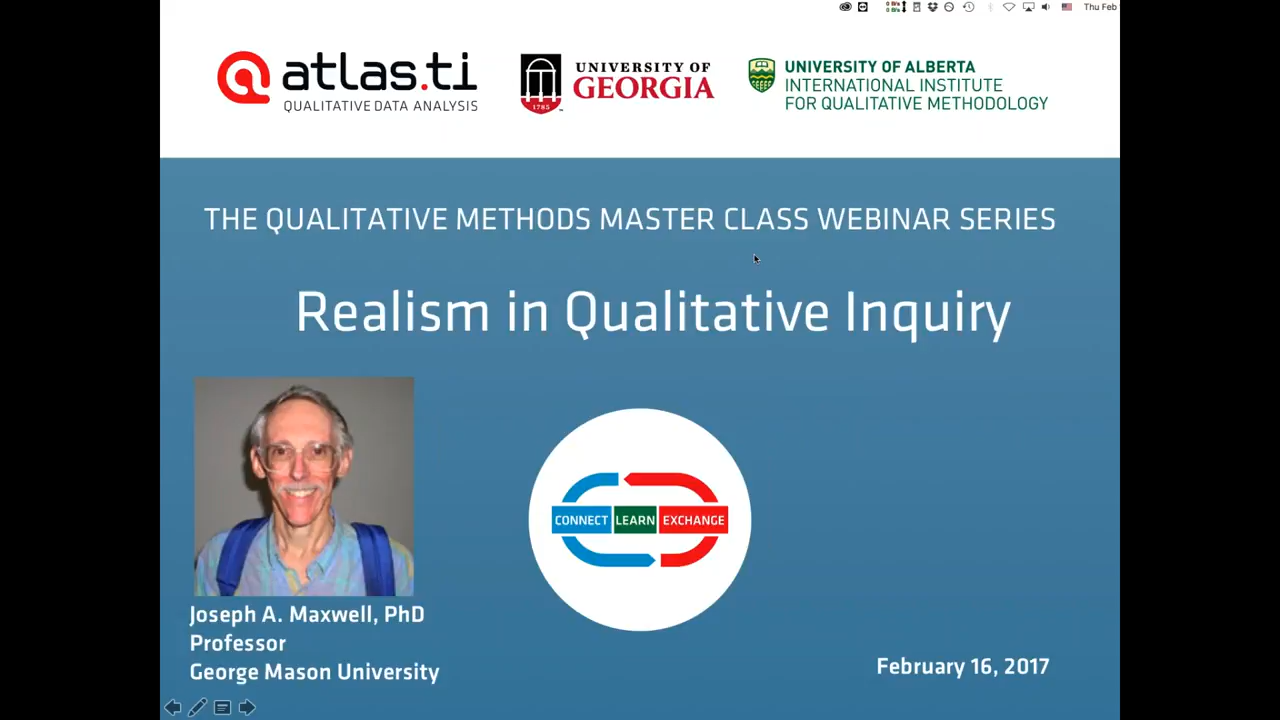 Thu Feb
atlas.ti
QUALITATIVE DATA ANALYSIS
1785
UNIVERSITY OF
GEORGIA
UNIVERSITY OF ALBERTA
INTERNATIONAL INSTITUTE
FOR QUALITATIVE METHODOLOGY
THE QUALITATIVE METHODS MASTER CLASS WEBINAR SERIES
Realism in Qualitative Inquiry
CONNECT LEARN EXCHANGE
Joseph A. Maxwell, PhD
Professor
George Mason University
February 16, 2017